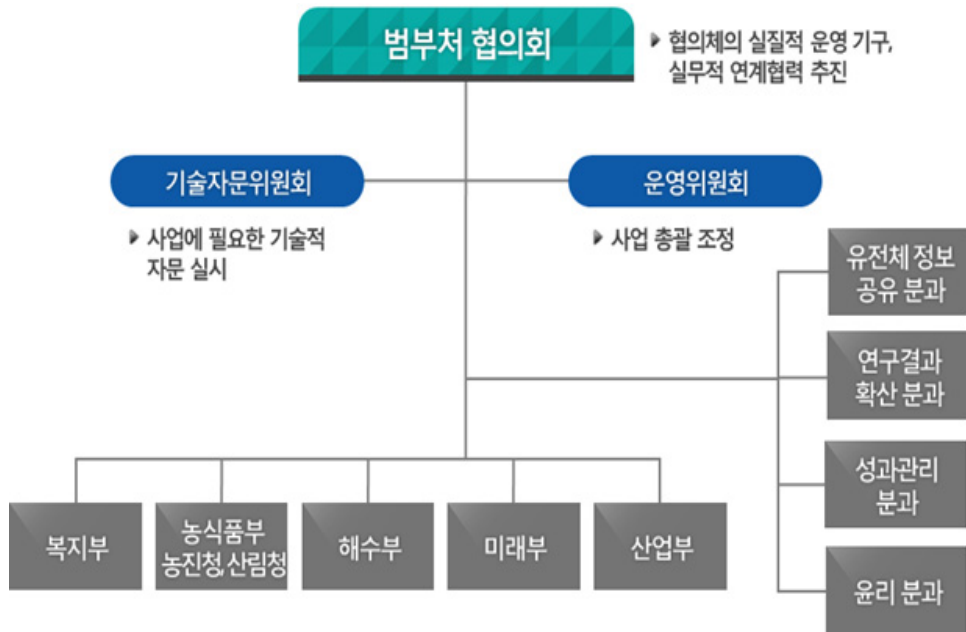 범부처 협의회
▶ 협의체의 실질적 운영 기구,
실무적 연계협력 추진
기술자문위원회
▶ 사업에 필요한 기술적
자문 실시
운영위원회
▶ 사업 총괄 조정
유전체 정보
공유 분과
연구결과
확산 분과
성과관리
분과
윤리 분과
복지부
농식품부
농진청,산림청
해수부
미래부
산업부